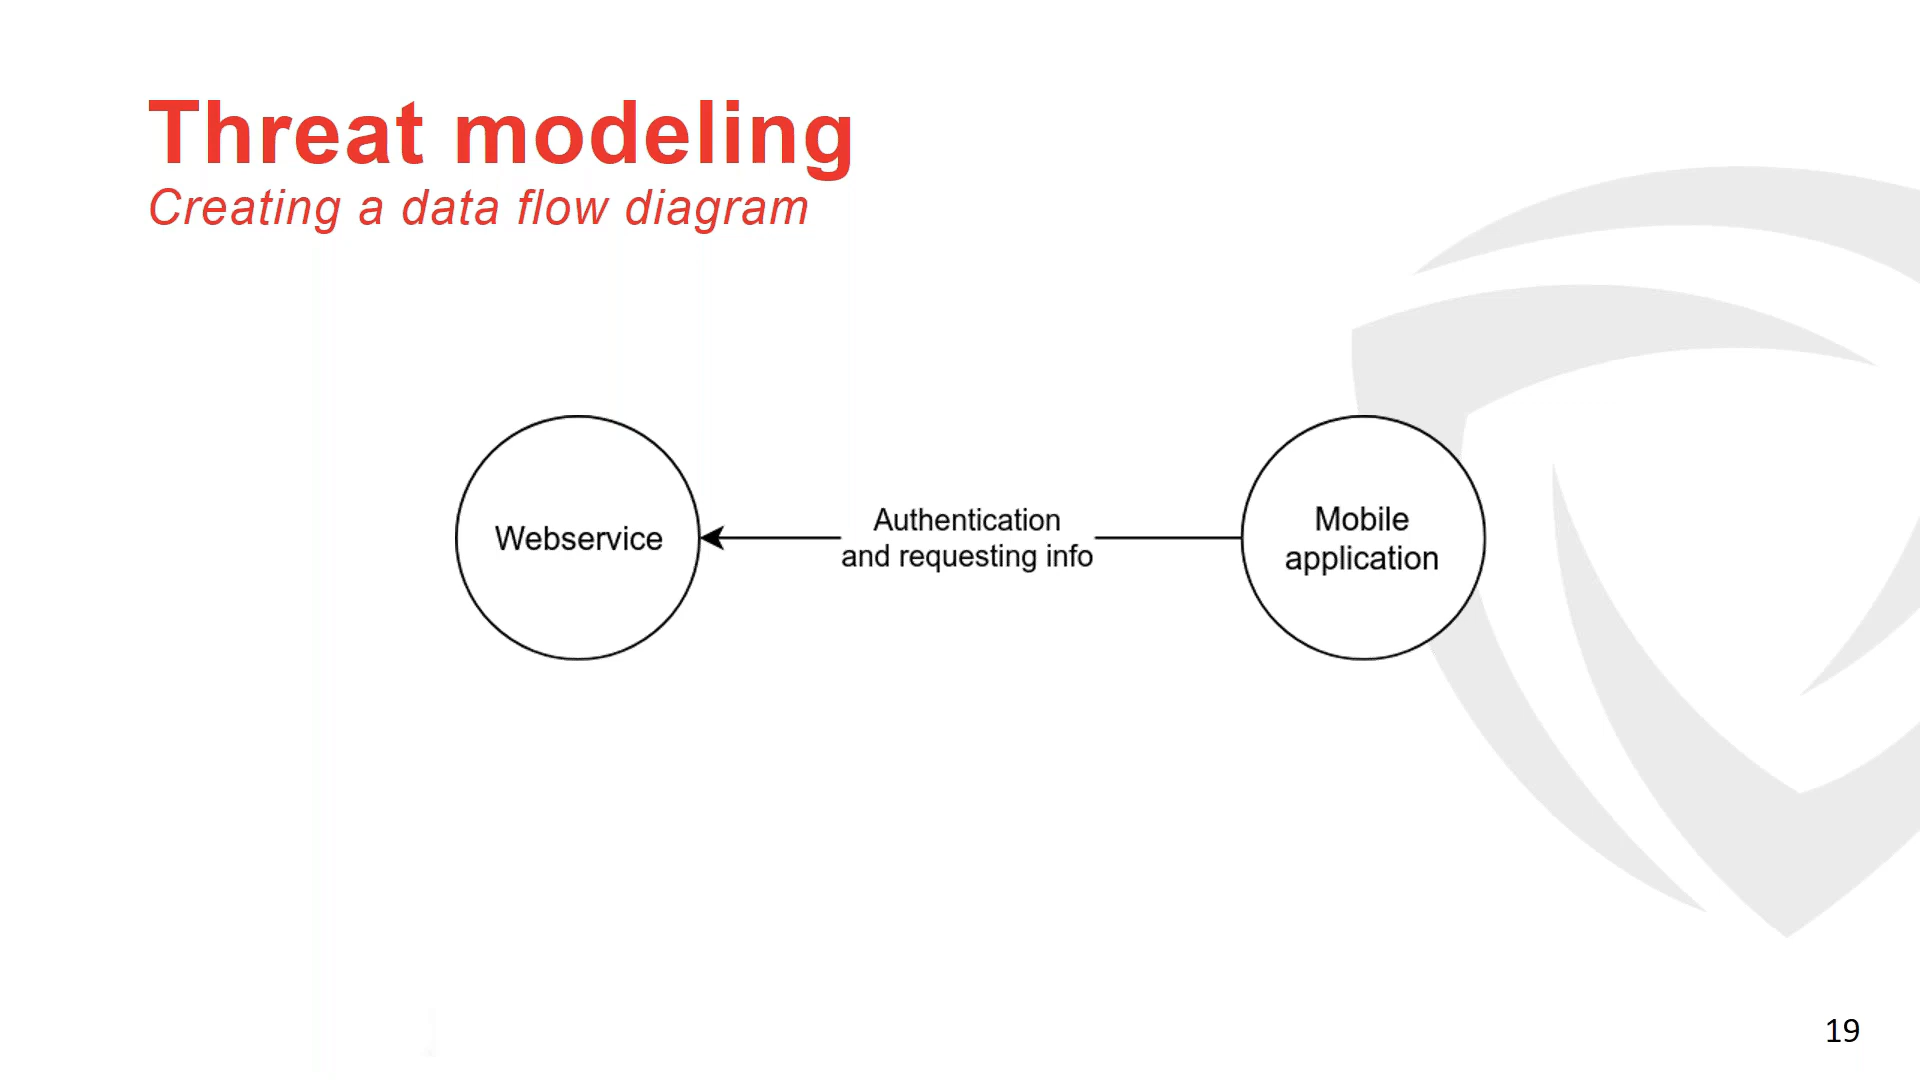 Threat modeling
Creating a data flow diagram
Webservice
Authentication
and requesting info
Mobile
application
19